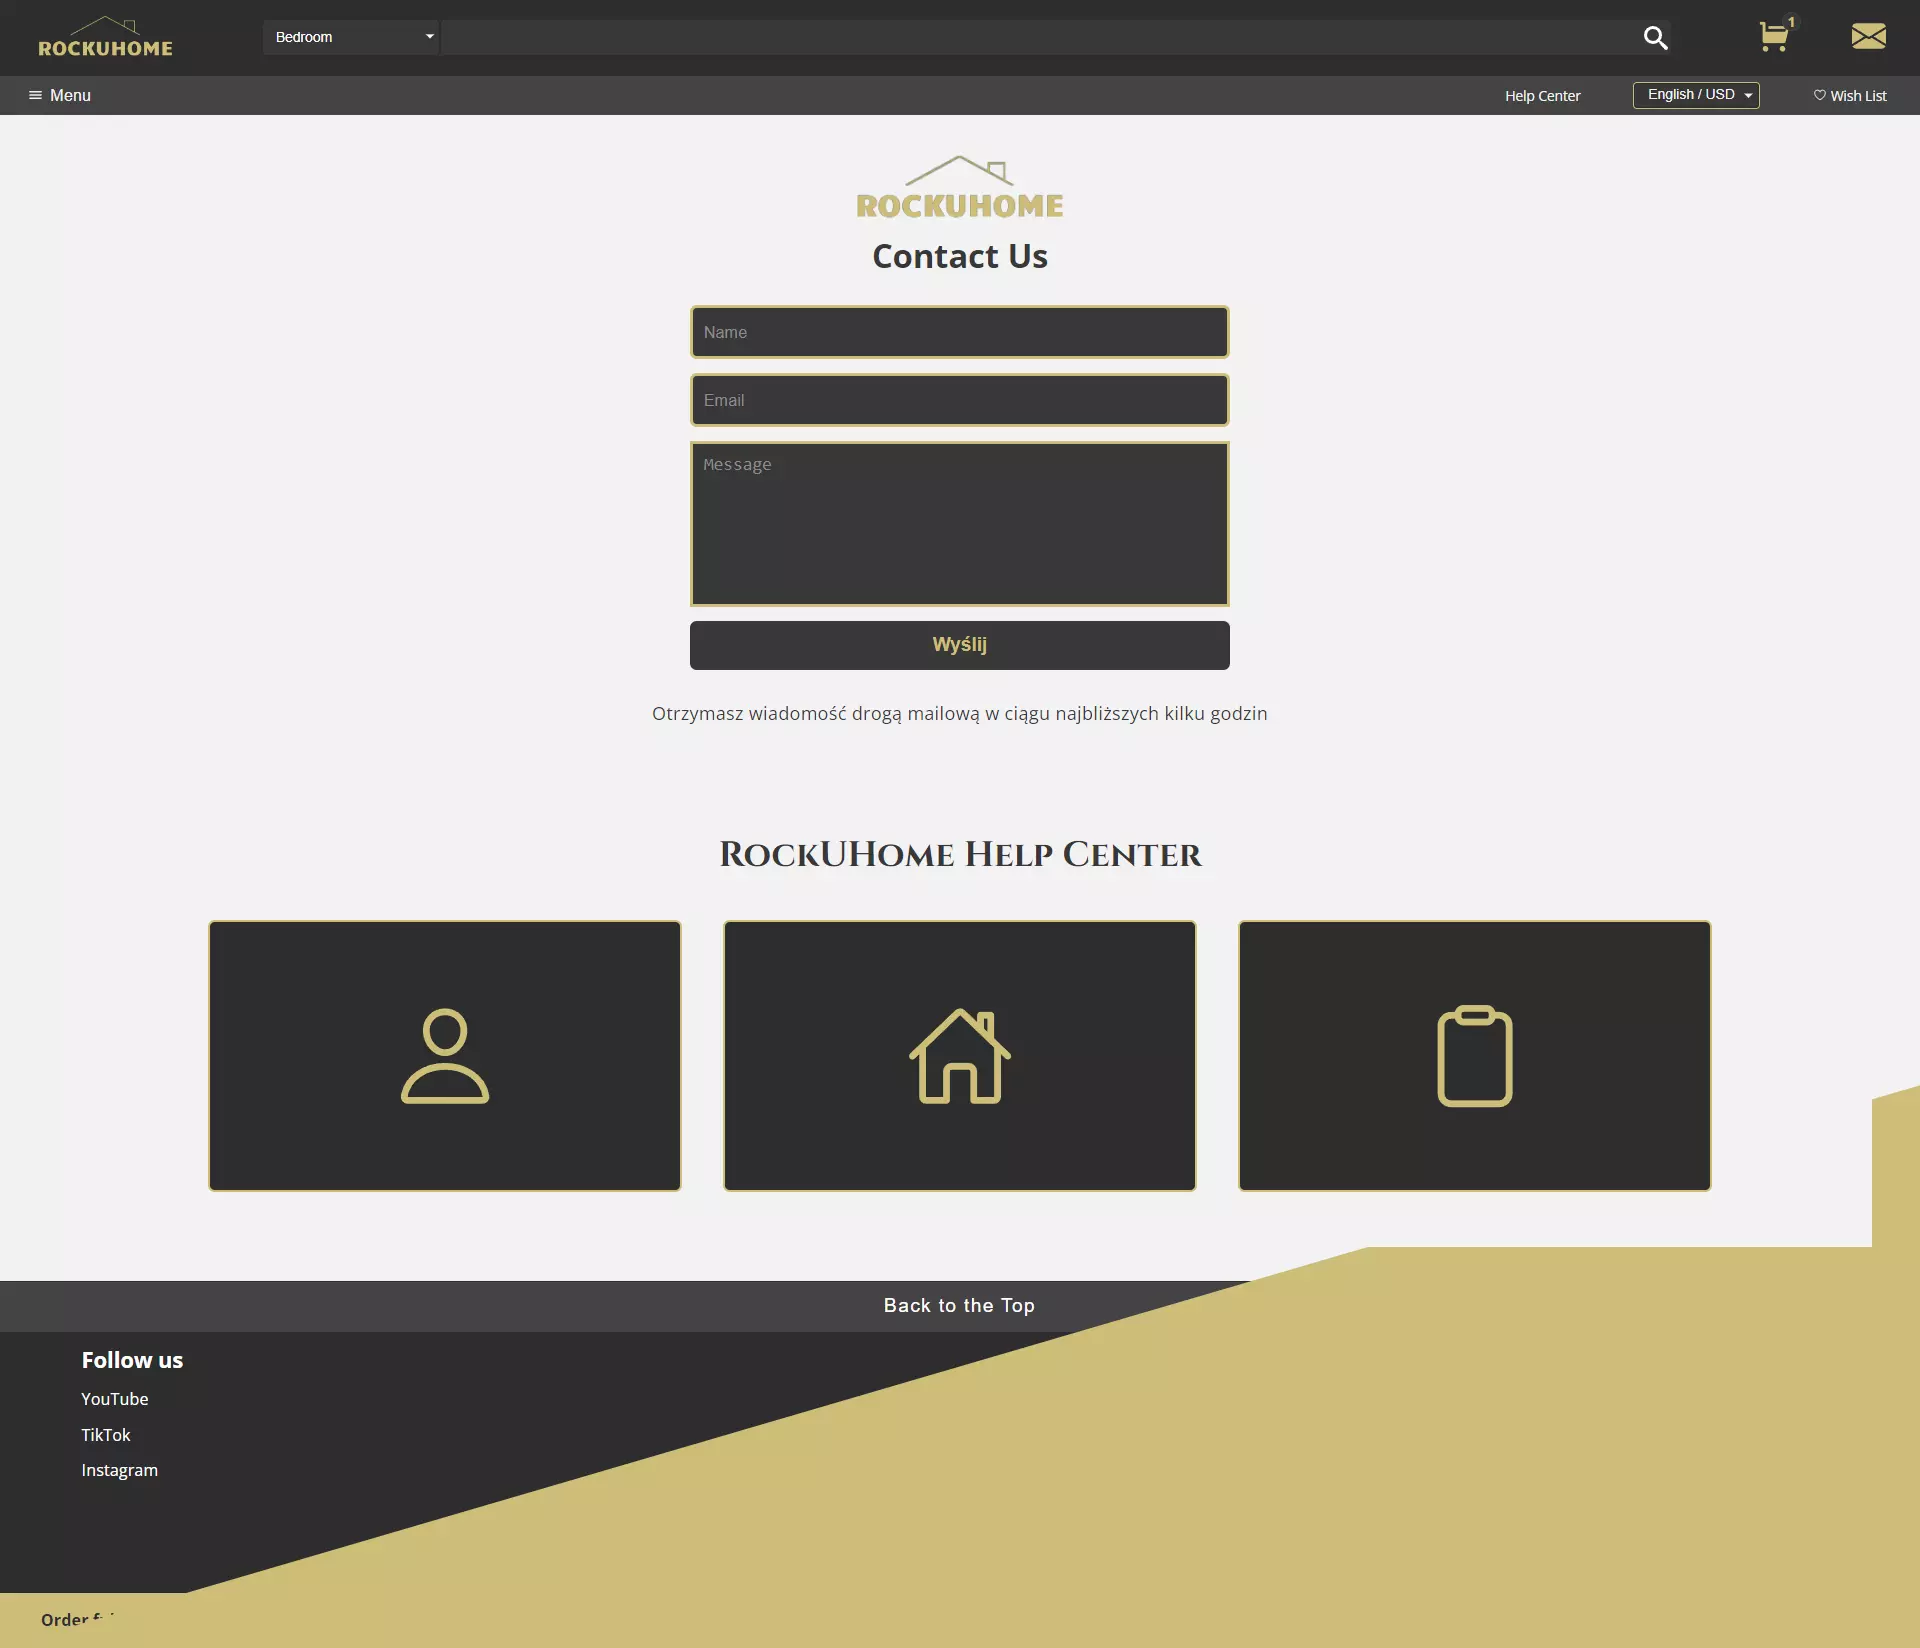 ROCKUHOME
Bedroom
1
Menu
Help Center
English / USD
Wish List
ROCKUHOME
Contact Us
Name
Email
Message
Wyślij
Otrzymasz wiadomość drogą mailową w ciągu najbliższych kilku godzin
RockUHome Help Center
Back to the Top
Follow us
YouTube
TikTok
Instagram
Order